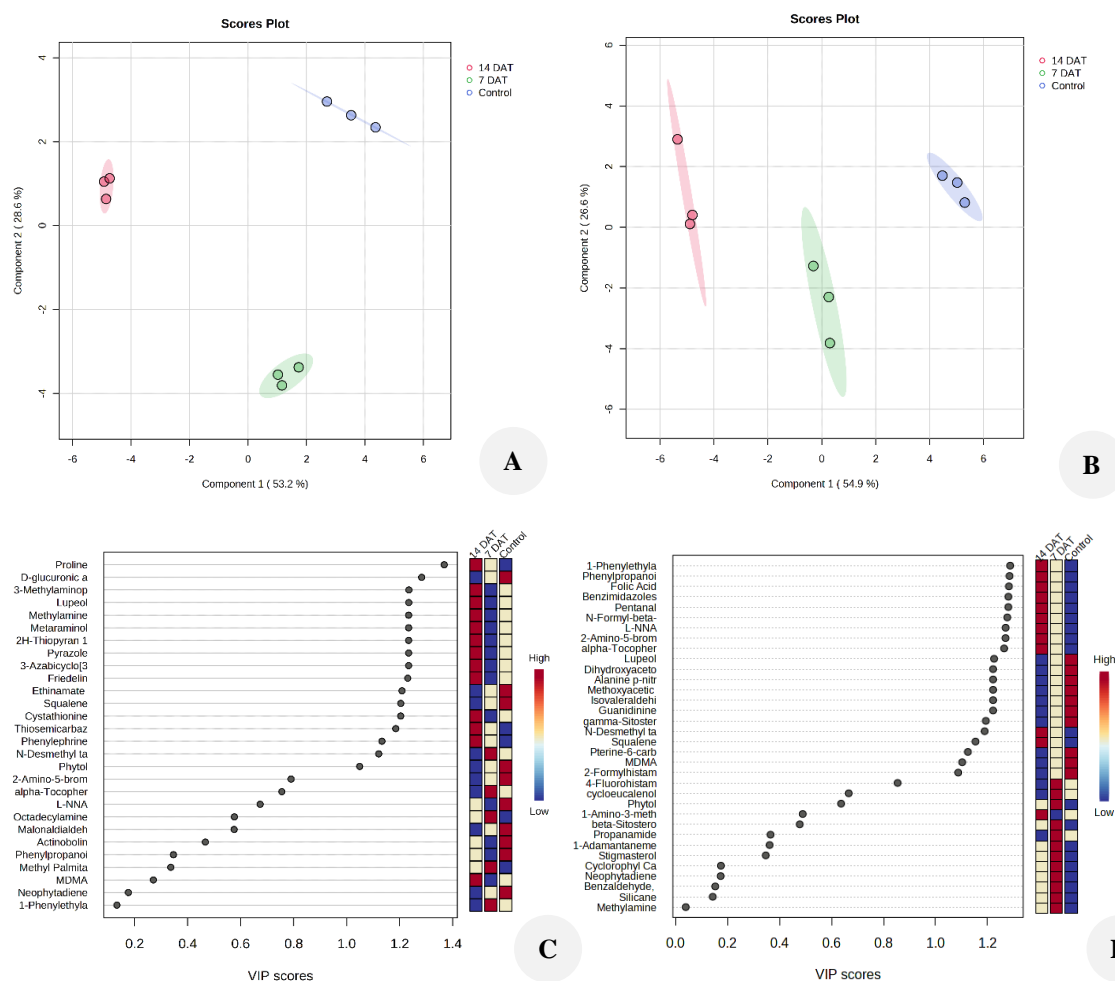 Scores Plot
4
2
0
-2
-4
-6
-4
-2
0
2
4
6
Component 2 ( 28.6 %)
Component 1 ( 53.2 %)
14 DAT
7 DAT
Control
A
Scores Plot
6
4
2
0
-2
-4
-6
-6
-4
-2
0
2
4
6
Component 2 ( 26.6 %)
Component 1 ( 54.9 %)
14 DAT
7 DAT
Control
B
14 DAT
7 DAT
Control
Proline
D-glucuronic a
3-Methylaminop
Lupeol
Methylamine
Metaraminol
2H-Thiopyran 1
Pyrazole
3-Azabicyclo[3
Friedelin
Ethinamate
Squalene
Cystathionine
Thiosemicarbaz
Phenylephrine
N-Desmethyl ta
Phytol
2-Amino-5-brom
alpha-Tocopher
L-NNA
Octadecylamine
Malonaldialdeh
Actinobolin
Phenylpropanoi
Methyl Palmita
MDMA
Neophytadiene
1-Phenylethyla
0.2
0.4
0.6
0.8
1.0
1.2
1.4
VIP scores
High
Low
C
14 DAT
7 DAT
Control
1-Phenylethyla
Phenylpropanoi
Folic Acid
Benzimidazoles
Pentanal
N-Formyl-beta-
L-NNA
2-Amino-5-brom
alpha-Tocopher
Lupeol
Dihydroxyaceto
Alanine p-nitr
Methoxyacetic
Isovaleraldehi
Guanidinine
gamma-Sitoster
N-Desmethyl ta
Squalene
Pterine-6-carb
MDMA
2-Formylhistam
4-Fluorohistam
cycloeucalenol
Phytol
1-Amino-3-meth
beta-Sitostero
Propanamide
1-Adamantaneme
Stigmasterol
Cyclorophyl Ca
Neophytadiene
Benzaldehyde,
Silicane
Methylamine
0.0
0.2
0.4
0.6
0.8
1.0
1.2
VIP scores
High
Low